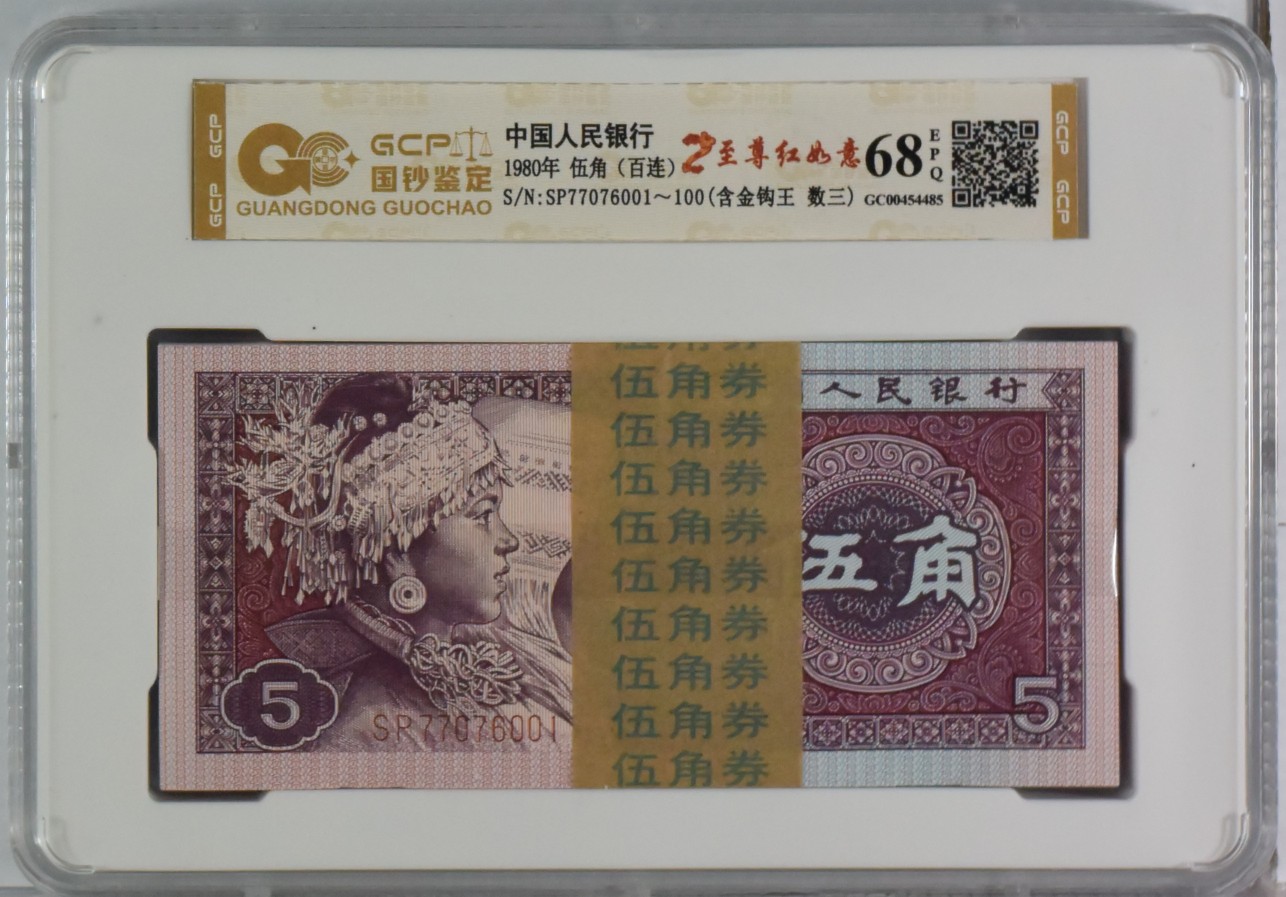 GCP
GCP
GCP
国钞鉴定
GUANGDONG GUOCHAO
中国人民银行
1980年 伍角 (百连)
S/N:SP77076001~100(含金钩王 数三)
至尊红如意
68
EPQ
GC00454485
GCP
GCP
人民银行
伍角券
伍角券
伍角券
伍角券
伍角券
伍角券
伍角券
伍角券
伍角券
伍角
5
SP77076001
5